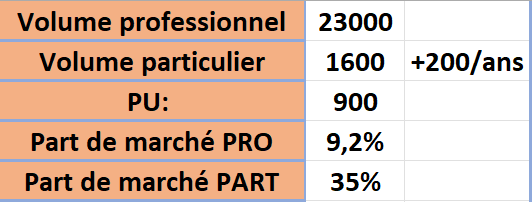 Volume professionnel 23000
Volume particulier 1600 +200/ans
PU: 900
Part de marché PRO 9,2%
Part de marché PART 35%